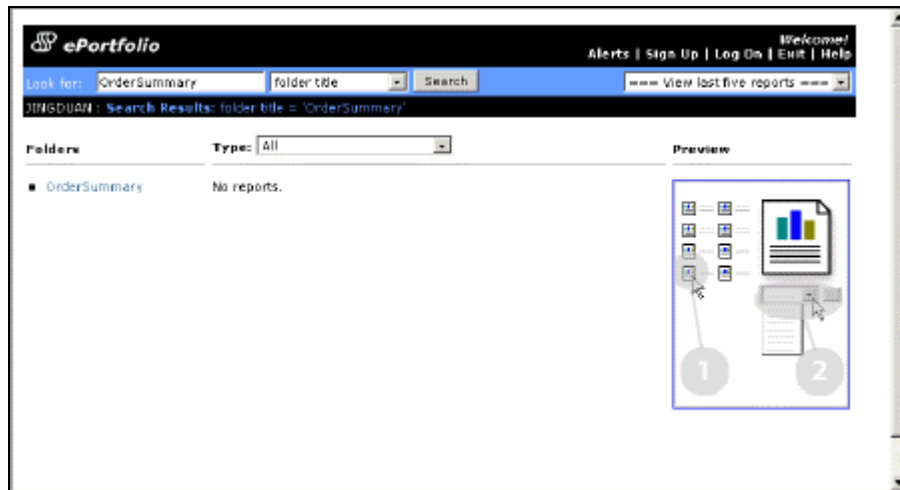 ePortfolio
Welcome!
Alerts | Sign Up | Log On | Exit | Help
Look for: OrderSummary folder title Search === View last five reports ===
JINGDUAN : Search Results: folder title = 'OrderSummary'
Folders Type: All Preview
OrderSummary No reports.
1 2